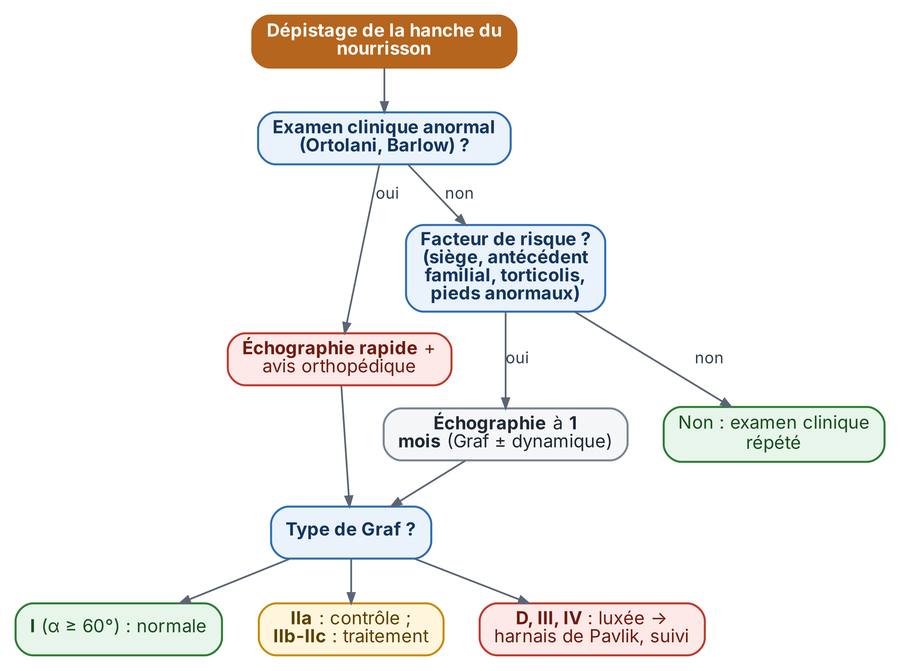 Dépistage de la hanche du
nourrisson
Examen clinique anormal
(Ortolani, Barlow) ?
oui
non
Facteur de risque ?
(siège, antécédent
familial, torticolis,
pieds anormaux)
Échographie rapide +
avis orthopédique
oui
non
Échographie à 1
mois (Graf ± dynamique)
Non : examen clinique
répété
Type de Graf ?
I (α ≥ 60°) : normale
IIa : contrôle ;
IIb-IIc : traitement
D, III, IV : luxée →
harnais de Pavlik, suivi